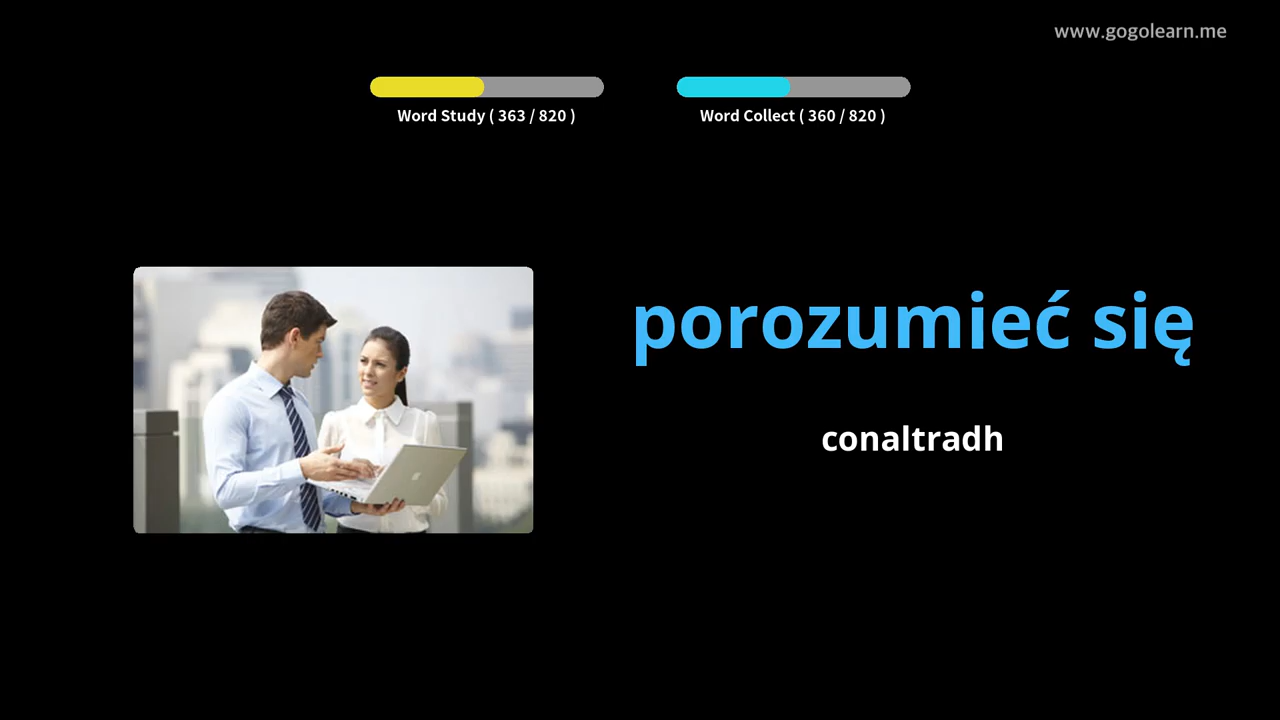 www.gogolearn.me
Word Study ( 363 / 820 )
Word Collect ( 360 / 820 )
porozumieć się
conaltradh